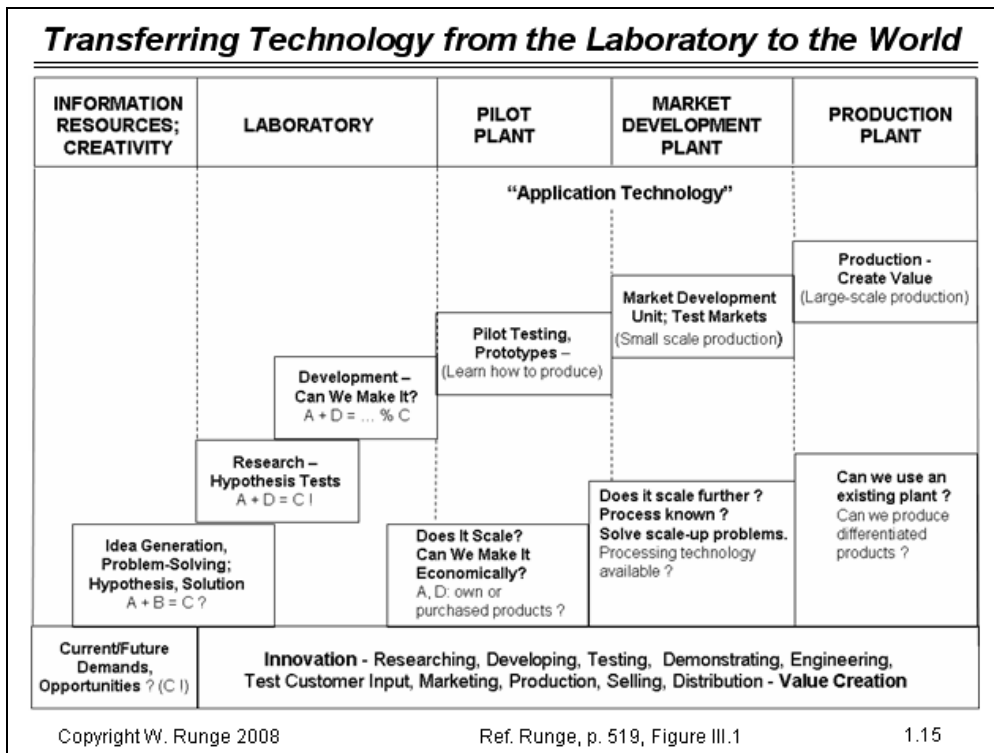 Transferring Technology from the Laboratory to the World
INFORMATION
RESOURCES;
CREATIVITY
LABORATORY
PILOT
PLANT
MARKET
DEVELOPMENT
PLANT
PRODUCTION
PLANT
“Application Technology”
Production -
Create Value
(Large-scale production)
Market Development
Unit; Test Markets
(Small scale production)
Pilot Testing,
Prototypes –
(Learn how to produce)
Development –
Can We Make It?
A + D = ... % C
Research –
Hypothesis Tests
A + D = C !
Idea Generation,
Problem-Solving;
Hypothesis, Solution
A + B = C ?
Does It Scale?
Can We Make It
Economically?
A, D: own or
purchased products ?
Does it scale further ?
Process known ?
Solve scale-up problems.
Processing technology
available ?
Can we use an
existing plant ?
Can we produce
differentiated
products ?
Current/Future
Demands,
Opportunities ? (C !)
Innovation - Researching, Developing, Testing, Demonstrating, Engineering,
Test Customer Input, Marketing, Production, Selling, Distribution - Value Creation
Copyright W. Runge 2008
Ref. Runge, p. 519, Figure III.1
1.15